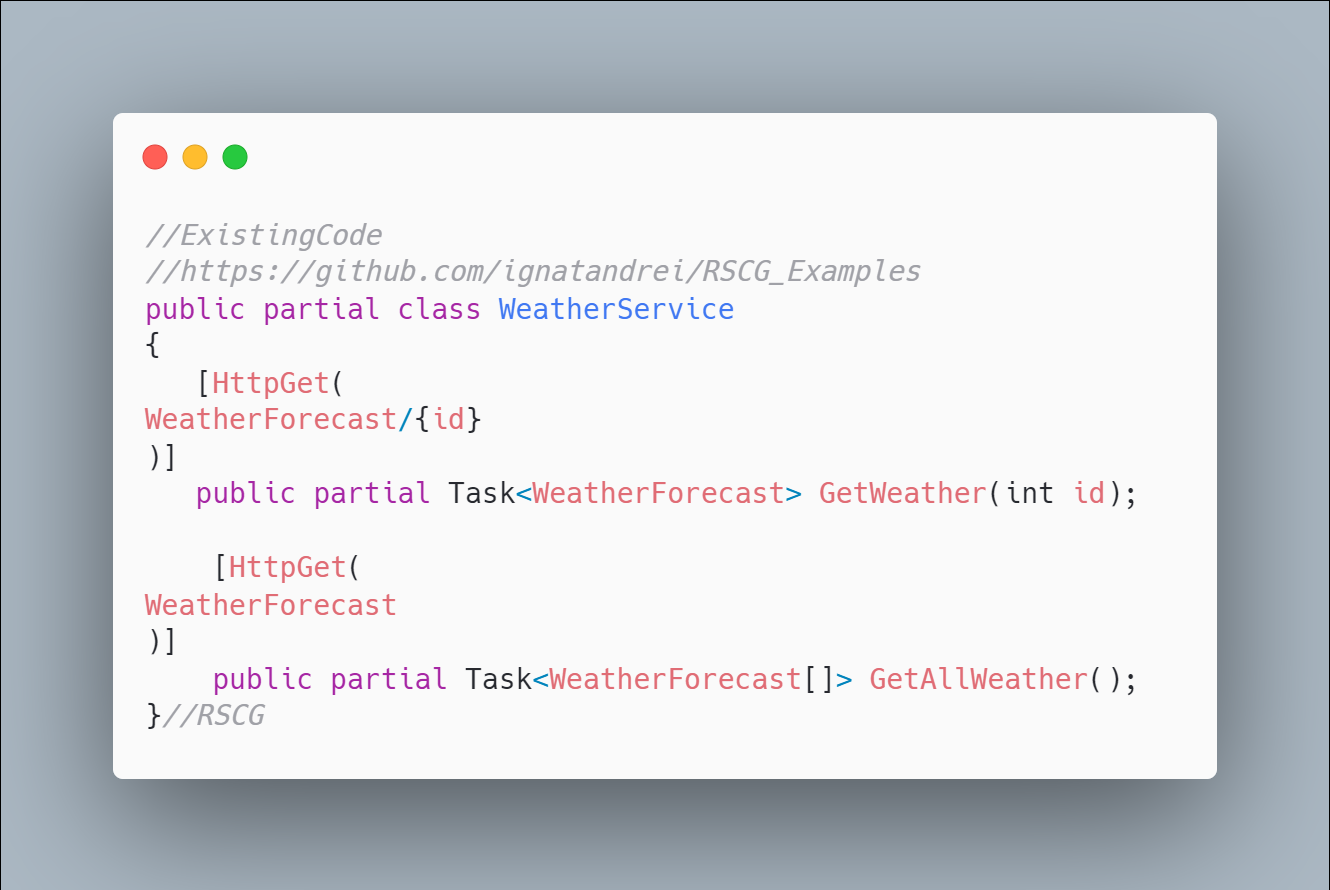 //ExistingCode
//https://github.com/ignatandrei/RSCG_Examples
public partial class WeatherService
{
   [HttpGet(
WeatherForecast/{id}
)]
   public partial Task<WeatherForecast> GetWeather(int id);
    [HttpGet(
WeatherForecast
)]
    public partial Task<WeatherForecast[]> GetAllWeather();
}//RSCG